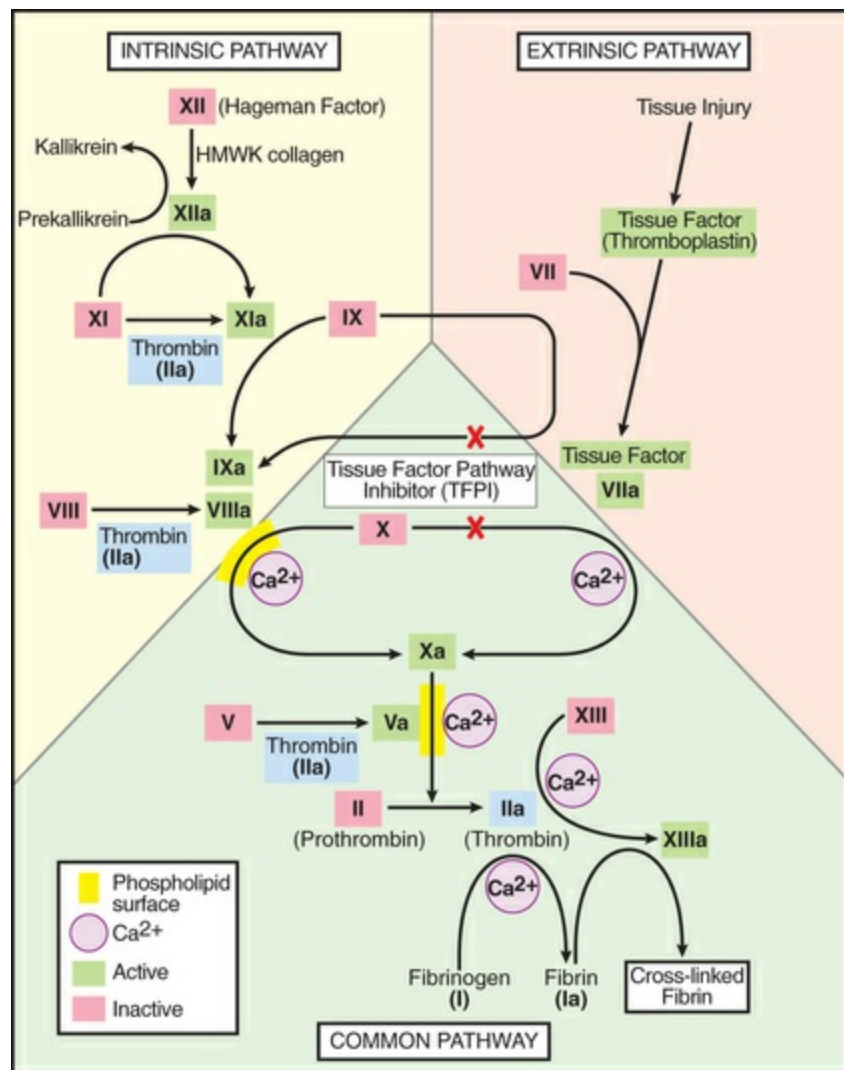 INTRINSIC PATHWAY
EXTRINSIC PATHWAY
XII (Hageman Factor)
HMWK collagen
Kallikrein
Prekallikrein
XIIa
XI
XIa
Thrombin
(IIa)
IX
Tissue Injury
Tissue Factor
(Thromboplastin)
VII
IXa
X
Tissue Factor Pathway
Inhibitor (TFPI)
Tissue Factor
VIIa
VIII
VIIIa
Thrombin
(IIa)
X
X
Ca2+
Ca2+
Xa
V
Va
Ca2+
Thrombin
(IIa)
XIII
Ca2+
II
IIa
(Prothrombin)
(Thrombin)
XIIIa
Ca2+
Fibrinogen
(I)
Fibrin
(Ia)
Cross-linked
Fibrin
Phospholipid
surface
Ca2+
Active
Inactive
COMMON PATHWAY